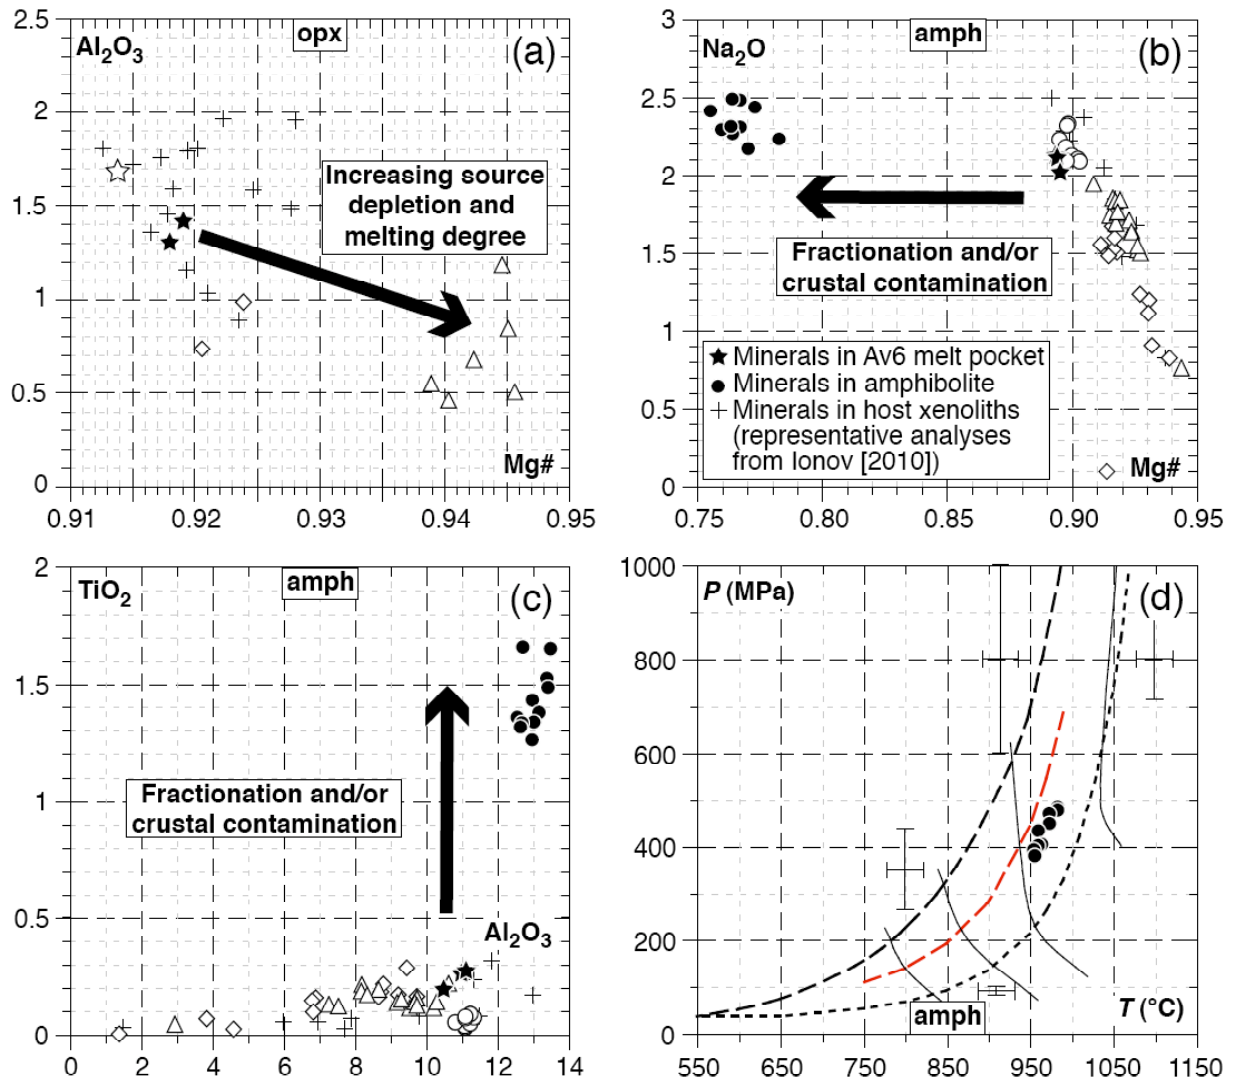 2.5
Al2O3
opx
(a)
2
1.5
1
0.5
0
Increasing source
depletion and
melting degree
Mg#
0.91
0.92
0.93
0.94
0.95
3
Na2O
amph
(b)
2.5
2
1.5
1
0.5
0
Fractionation and/or
crustal contamination
Minerals in Av6 melt pocket
Minerals in amphibolite
Minerals in host xenoliths
(representative analyses
from Ionov [2010])
Mg#
0.75
0.80
0.85
0.90
0.95
2
TiO2
amph
(c)
1.5
1
0.5
0
Fractionation and/or
crustal contamination
Al2O3
0
2
4
6
8
10
12
14
1000
P (MPa)
(d)
800
600
400
200
0
amph
T (°C)
550
650
750
850
950
1050
1150